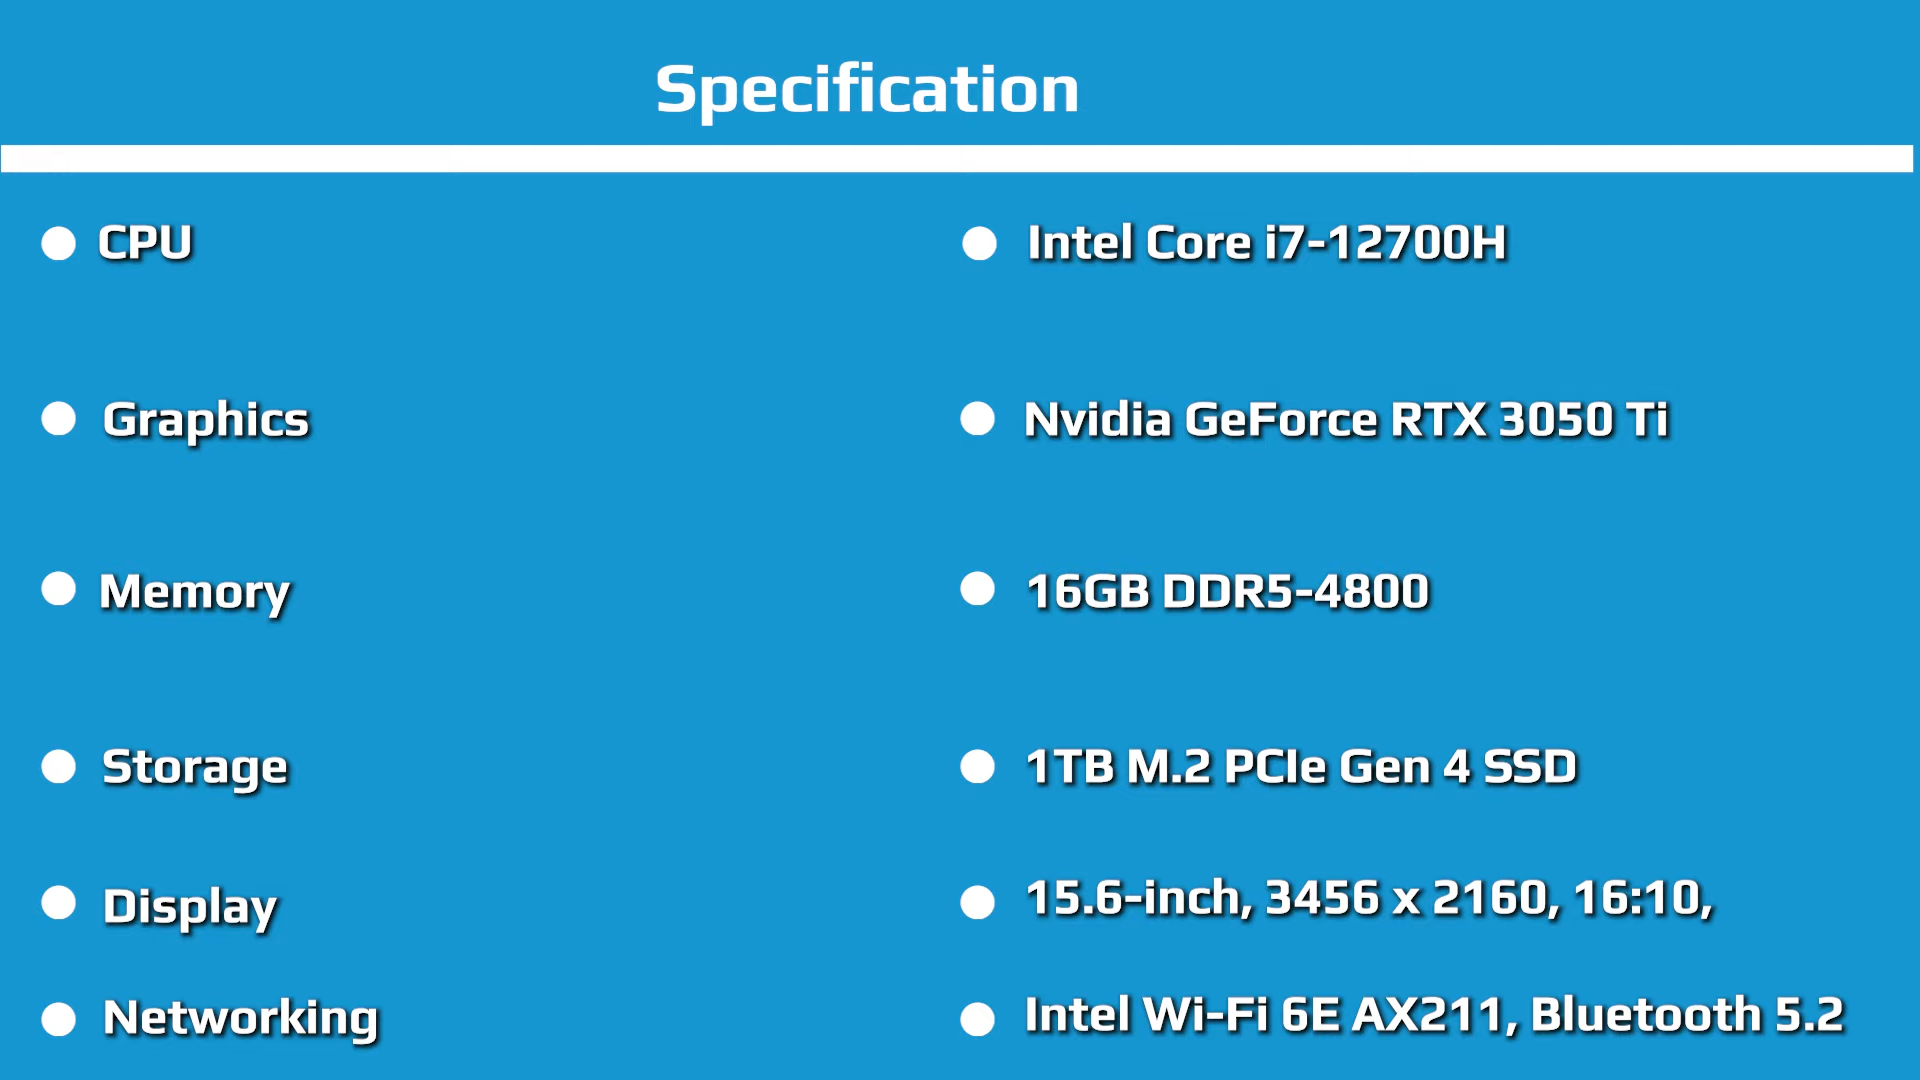 Specification
CPU
Intel Core i7-12700H
Graphics
Nvidia GeForce RTX 3050 Ti
Memory
16GB DDR5-4800
Storage
1TB M.2 PCIe Gen 4 SSD
Display
15.6-inch, 3456 x 2160, 16:10,
Networking
Intel Wi-Fi 6E AX211, Bluetooth 5.2